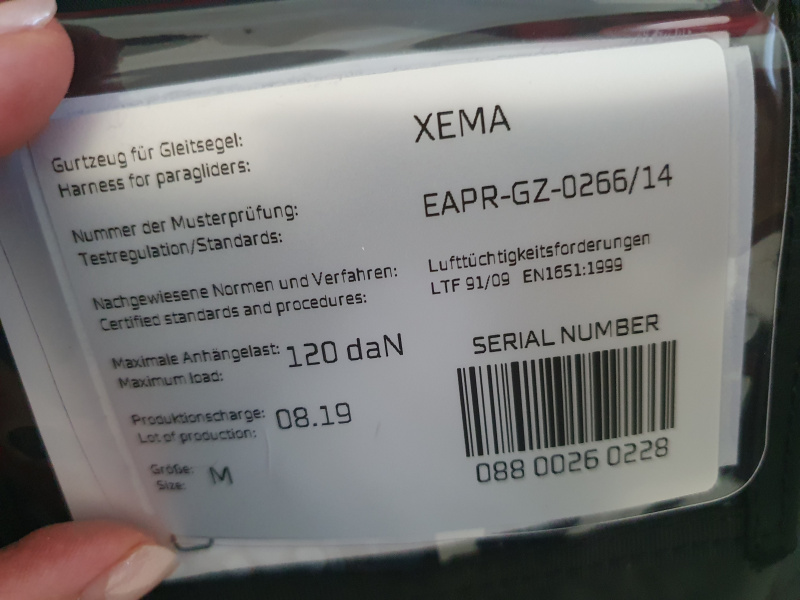 Gurtzeug für Gleitsegel:
Harness for paragliders:
XEMA
Nummer der Musterprüfung:
Testregulation/Standards:
EAPR-GZ-0266/14
Nachgewiesene Normen und Verfahren:
Certified standards and procedures:
Lufttüchtigkeitsforderungen
LTF 91/09 EN1651:1999
Maximale Anhängelast:
Maximum load:
120 daN
Produktionscharge:
Lot of production:
08.19
Größe:
Size:
M
SERIAL NUMBER
088 0026 0228